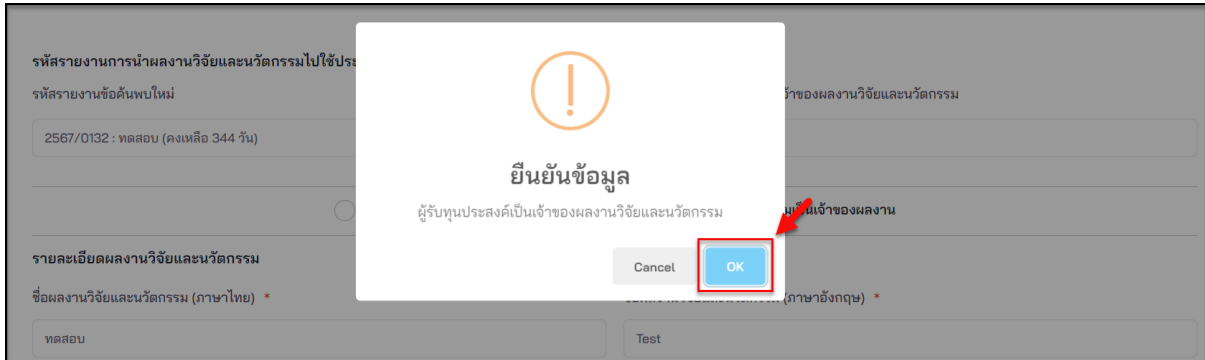 รหัสรายงานการนำผลงานวิจัยและนวัตกรรมไปใช้ประ
รหัสรายงานข้อค้นพบใหม่
จ้าของผลงานวิจัยและนวัตกรรม
2567/0132 : ทดสอบ (คงเหลือ 344 วัน)
ยืนยันข้อมูล
ผู้รับทุนประสงค์เป็นเจ้าของผลงานวิจัยและนวัตกรรม
เป็นเจ้าของผลงาน
Cancel
OK
รายละเอียดผลงานวิจัยและนวัตกรรม
ชื่อผลงานวิจัยและนวัตกรรม (ภาษาไทย) *
(ภาษาอังกฤษ) *
ทดสอบ
Test